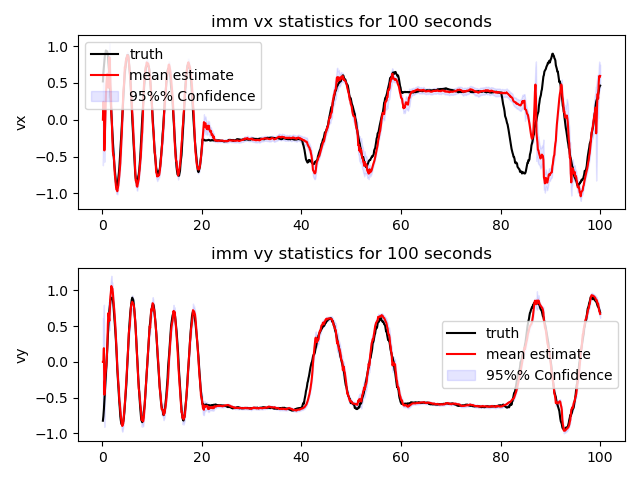 imm vx statistics for 100 seconds
1.0
0.5
0.0
−0.5
−1.0
vx
truth
mean estimate
95%% Confidence
0 20 40 60 80 100
imm vy statistics for 100 seconds
1.0
0.5
0.0
−0.5
−1.0
vy
truth
mean estimate
95%% Confidence
0 20 40 60 80 100